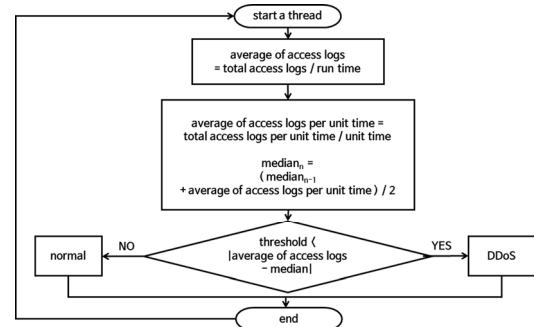 start a thread
average of access logs
= total access logs / run time
average of access logs per unit time =
total access logs per unit time / unit time
medianₙ =
( medianₙ₋₁
+ average of access logs per unit time ) / 2
threshold <
|average of access logs
− median|
NO
YES
normal
DDoS
end